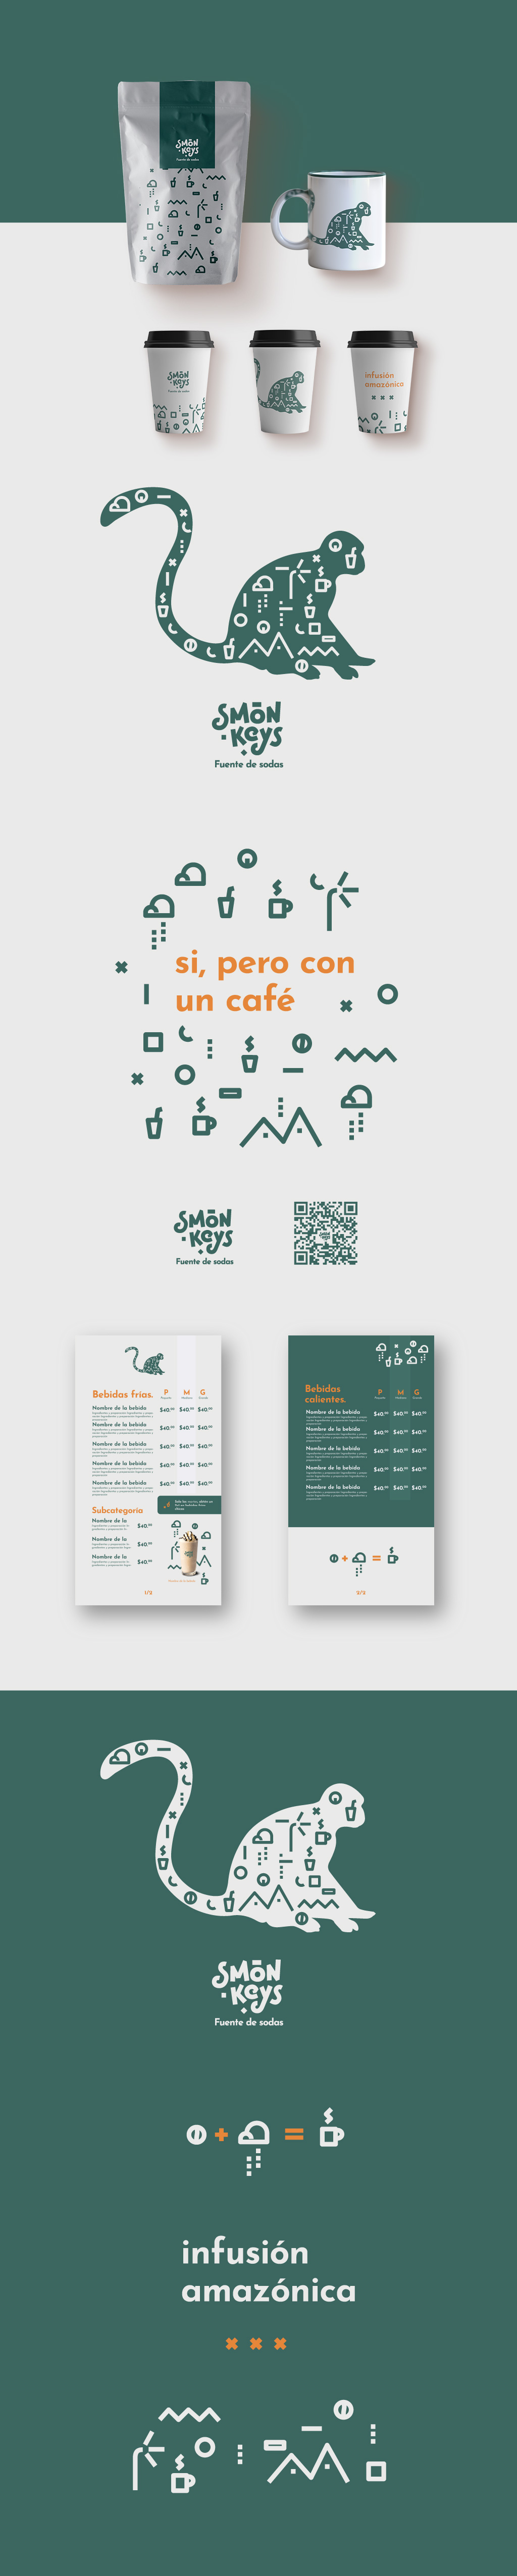 SMŌN
KEYS
Fuente de sodas
SMŌN
KEYS
Fuente de sodas
infusión
amazónica
SMŌN
KEYS
Fuente de sodas
si, pero con
un café
SMŌN
KEYS
Fuente de sodas
Bebidas frías. P M G
Nombre de la bebida $40.00 $40.00 $40.00
Nombre de la bebida $40.00 $40.00 $40.00
Nombre de la bebida $40.00 $40.00 $40.00
Nombre de la bebida $40.00 $40.00 $40.00
Nombre de la bebida $40.00 $40.00 $40.00
Subcategoría
Nombre de la $40.00
Nombre de la $40.00
Nombre de la $40.00
1/2
Bebidas
calientes. P M G
Nombre de la bebida $40.00 $40.00 $40.00
Nombre de la bebida $40.00 $40.00 $40.00
Nombre de la bebida $40.00 $40.00 $40.00
Nombre de la bebida $40.00 $40.00 $40.00
Nombre de la bebida $40.00 $40.00 $40.00
+ =
2/2
SMŌN
KEYS
Fuente de sodas
+ =
infusión
amazónica